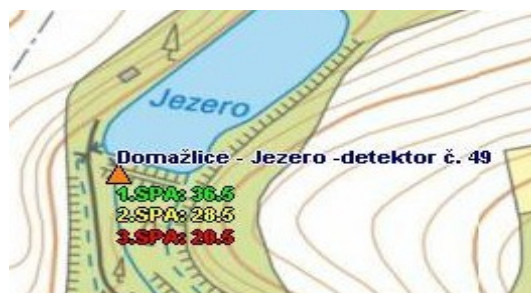 Jezero
Domažlice - Jezero -detektor č. 49
1.SPA: 36.5
2.SPA: 28.5
3.SPA: 20.5